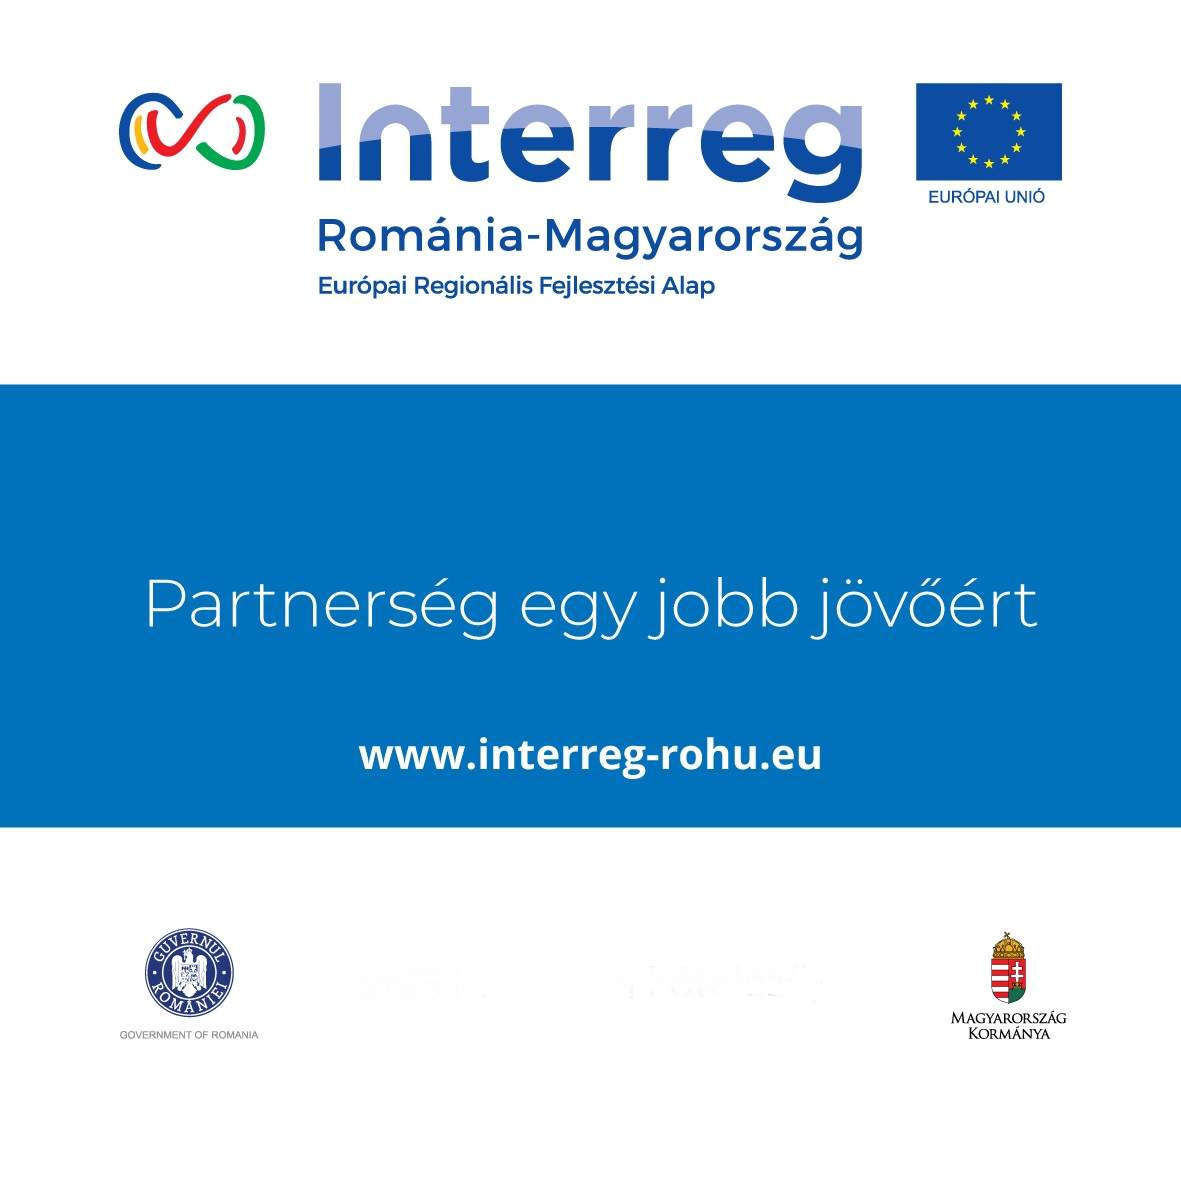 Interreg
EURÓPAI UNIÓ
Románia-Magyarország
Európai Regionális Fejlesztési Alap
Partnerség egy jobb jövőért
www.interreg-rohu.eu
GUVERNUL
ROMÂNIEI
GOVERNMENT OF ROMANIA
MAGYARORSZÁG
KORMÁNYA